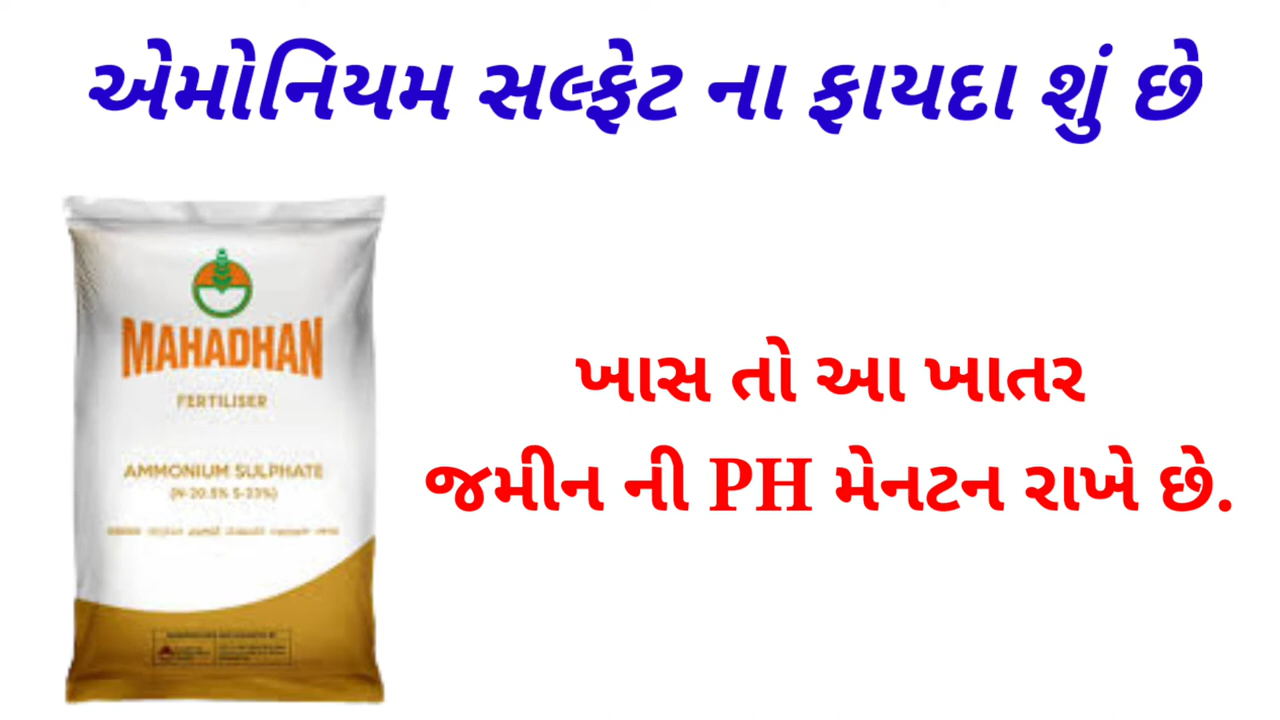 એમોનિયમ સલ્ફેટ ના ફાયદા શું છે
MAHADHAN
FERTILISER
AMMONIUM SULPHATE
(N-20.5% S-23%)
ખાસ તો આ ખાતર
જમીન ની PH મેનટન રાખે છે.